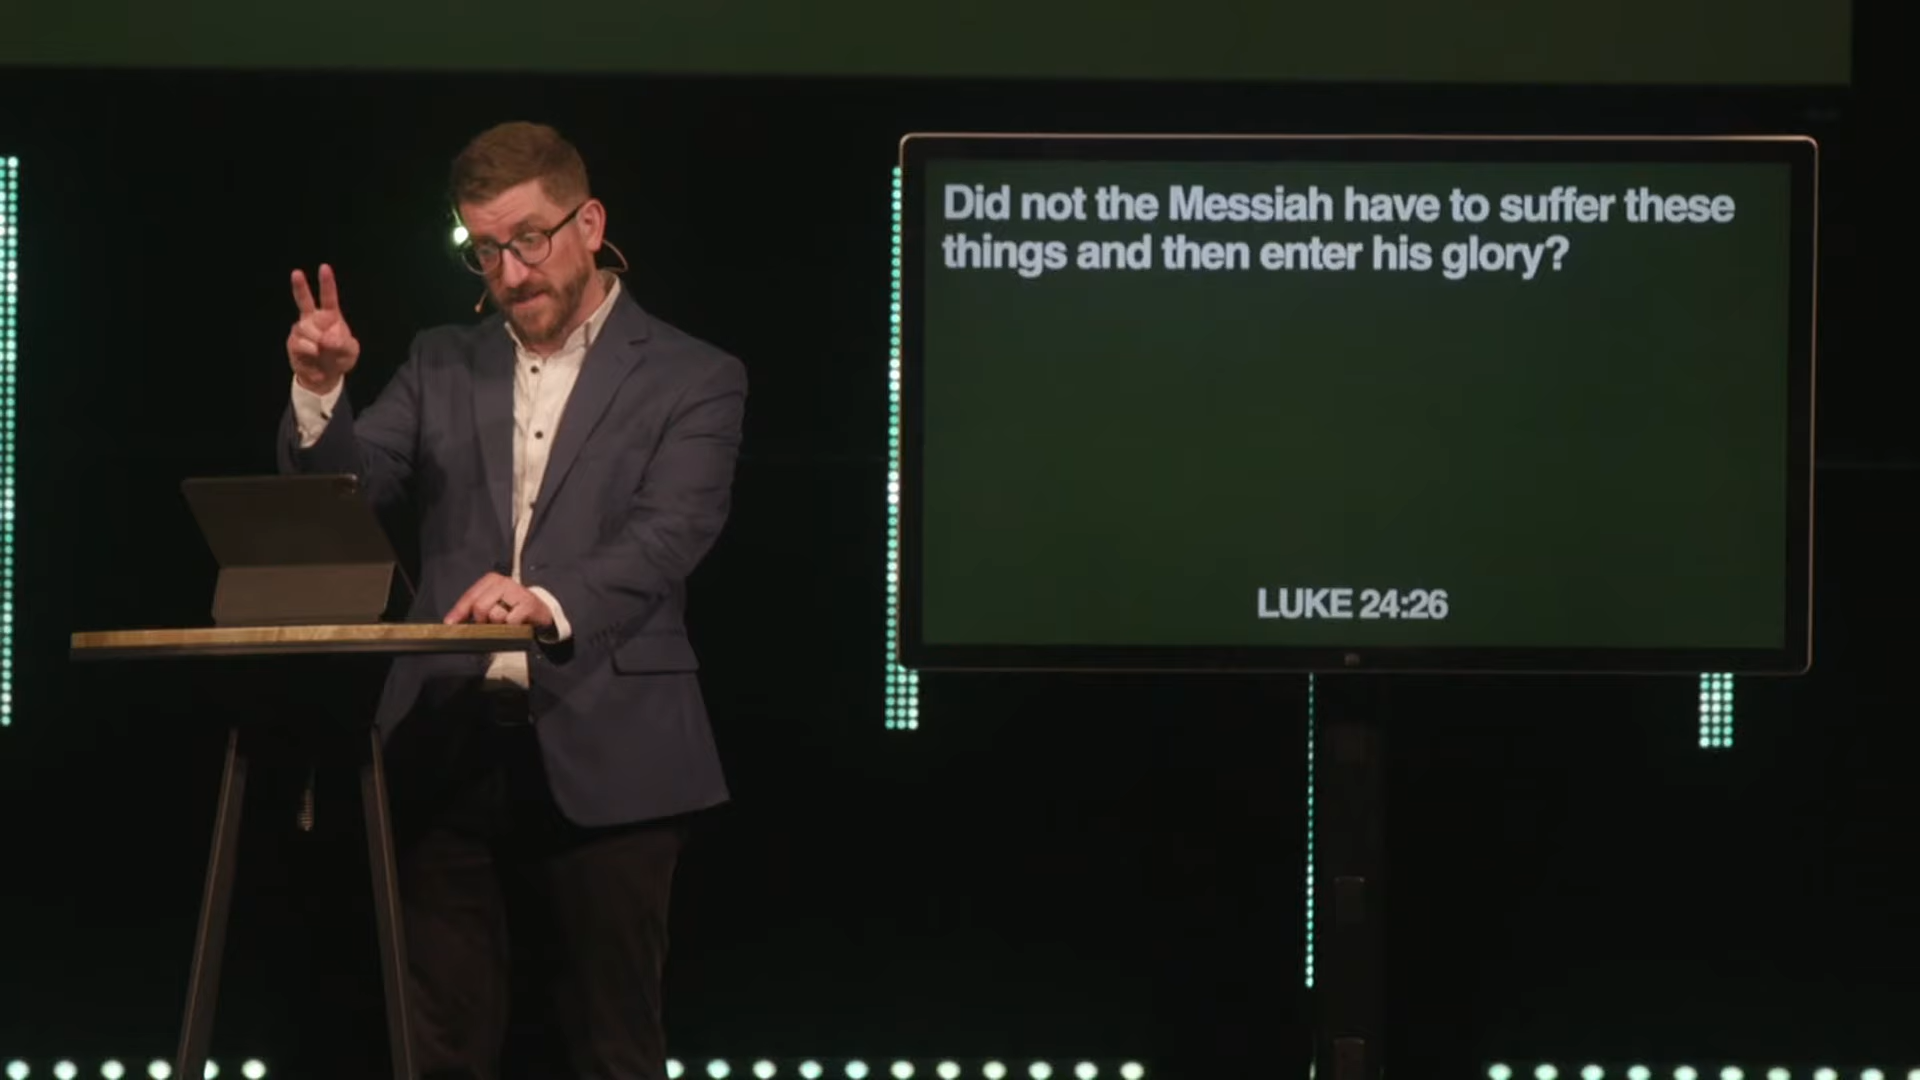 Did not the Messiah have to suffer these
things and then enter his glory?
LUKE 24:26